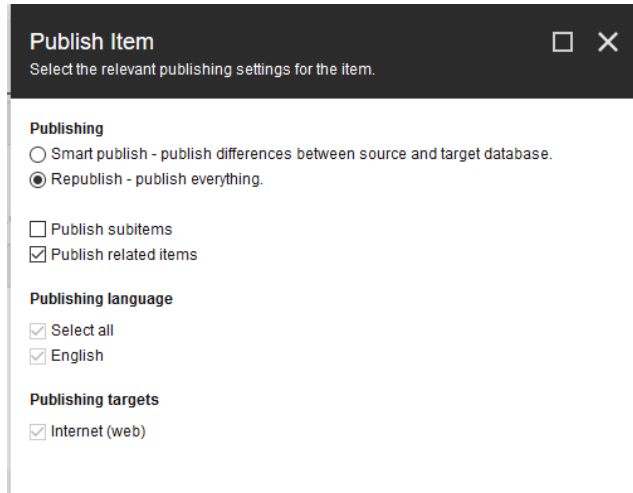 Publish Item
Select the relevant publishing settings for the item.
Publishing
Smart publish - publish differences between source and target database.
Republish - publish everything.
Publish subitems
Publish related items
Publishing language
Select all
English
Publishing targets
Internet (web)